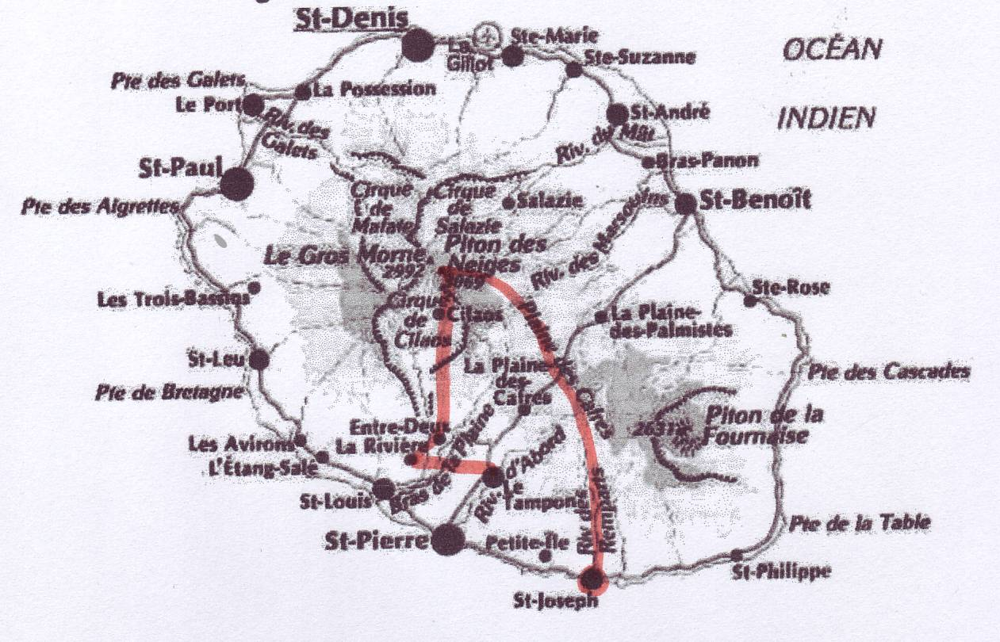 St-Denis
OCÉAN
Ste-Marie
La
Gillot
Ste-Suzanne
Pte des Galets
La Possession
Le Port
INDIEN
St-André
Riv. des
Galets
Riv. du Mât
St-Paul
Bras-Panon
Cirque
de
Mafate
Cirque
de
Salazie
Salazie
St-Benoît
Pte des Aigrettes
Riv. des Marsouins
Le Gros Morne
2992
Piton des
Neiges
3069
Ste-Rose
Les Trois-Bassins
Cirque
de
Cilaos
Cilaos
La Plaine-
des-Palmistes
Plaine des Cafres
St-Leu
La Plaine-
des-
Cafres
Pte des Cascades
Pte de Bretagne
Piton de la
Fournaise
2631
Entre-Deux
La Rivière
Les Avirons
L'Étang-Salé
Bras de la Plaine
Riv. d'Abord
Le
Tampon
St-Louis
Riv. des
Remparts
Pte de la Table
St-Pierre
Petite-Île
St-Philippe
St-Joseph